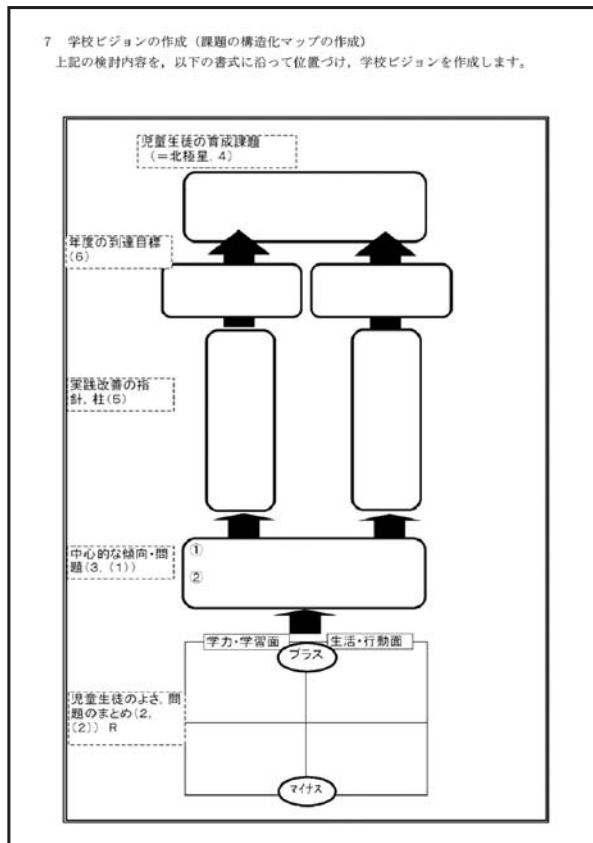 7　学校ビジョンの作成（課題の構造化マップの作成）
上記の検討内容を，以下の書式に沿って位置づけ，学校ビジョンを作成します。
児童生徒の育成課題
（＝北極星，4）
年度の到達目標
(6)
実践改善の指
針，柱(5)
①
中心的な傾向・問
題(3，(1))
②
学力・学習面
生活・行動面
プラス
児童生徒のよさ，問
題のまとめ(2，
(2)) R
マイナス